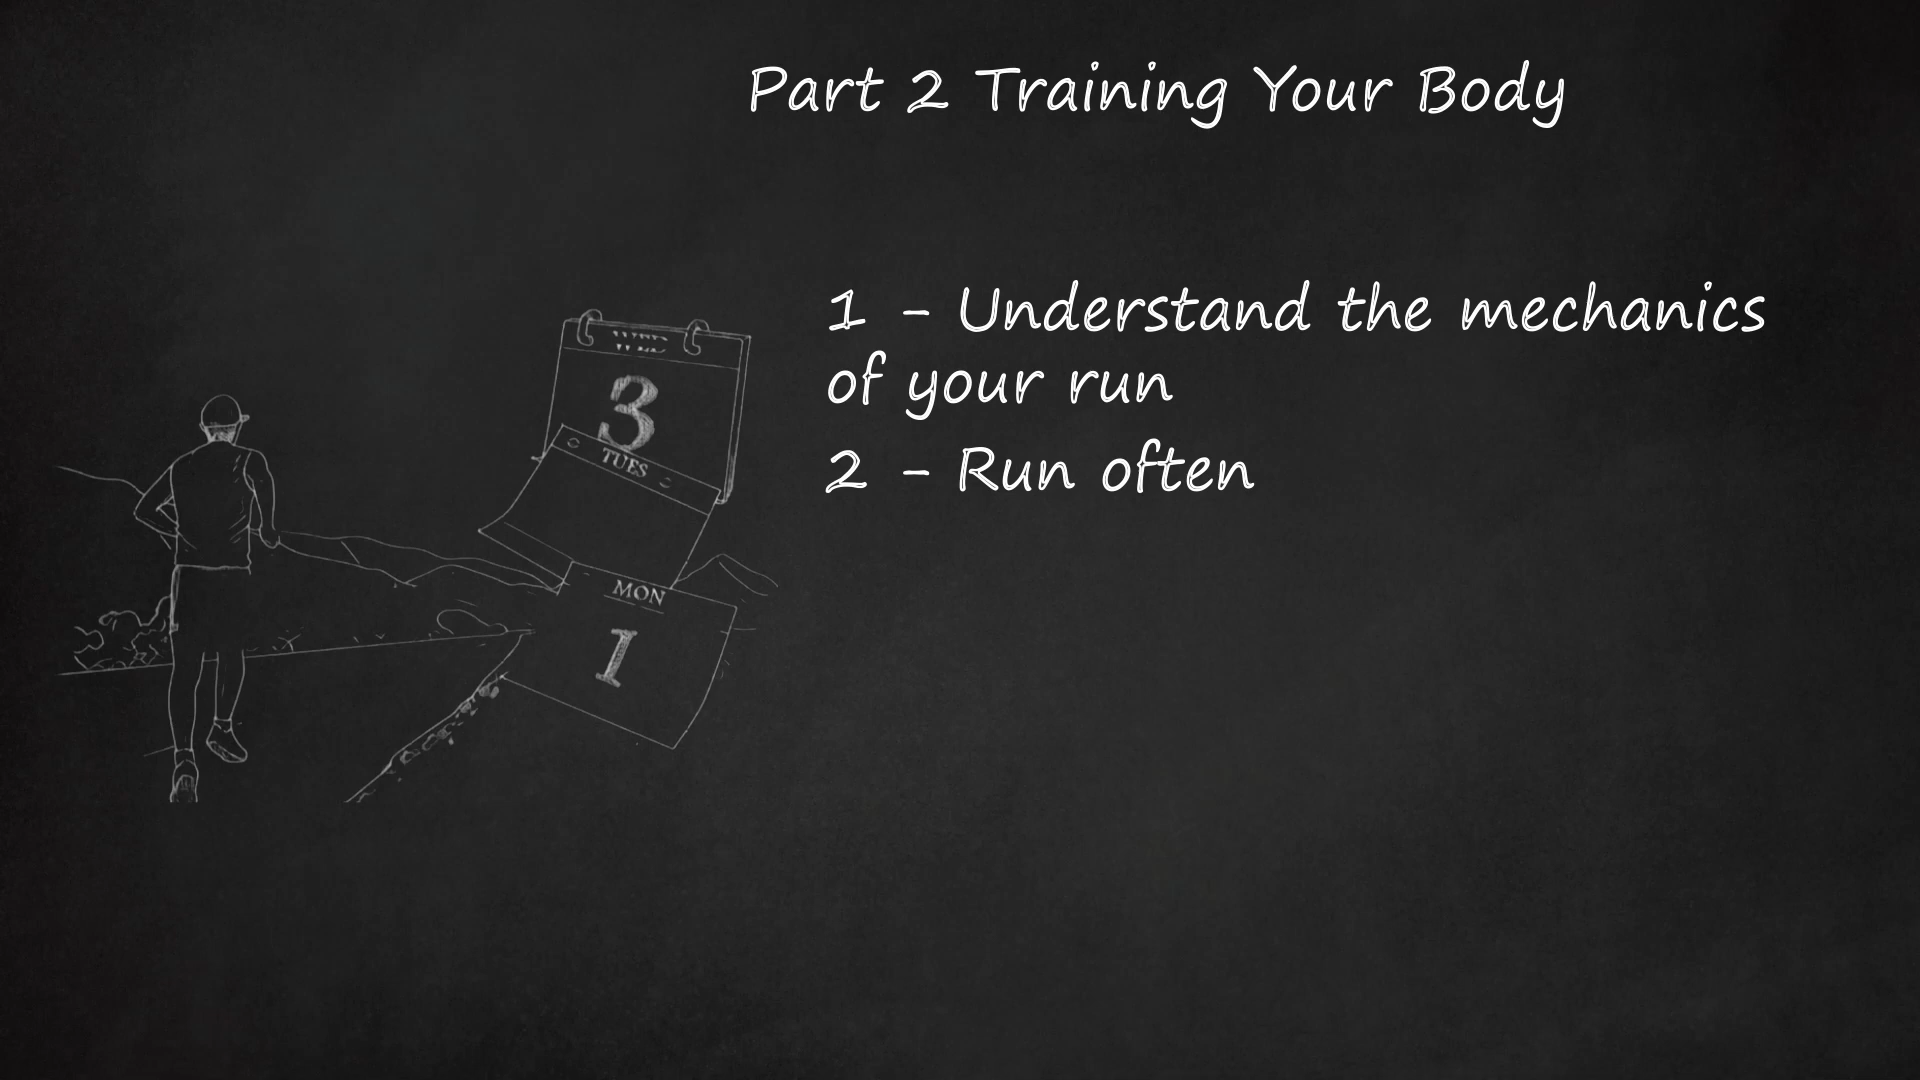 Part 2 Training Your Body
1 - Understand the mechanics
of your run
2 - Run often
WED
3
TUES
MON
1